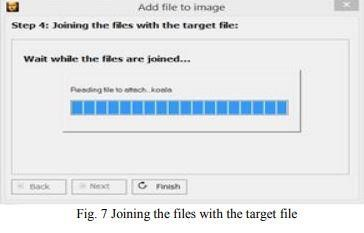 Add file to image
Step 4: Joining the files with the target file:
Wait while the files are joined...
Reading file to attach..koala
Back
Next
Finish
Fig. 7 Joining the files with the target file